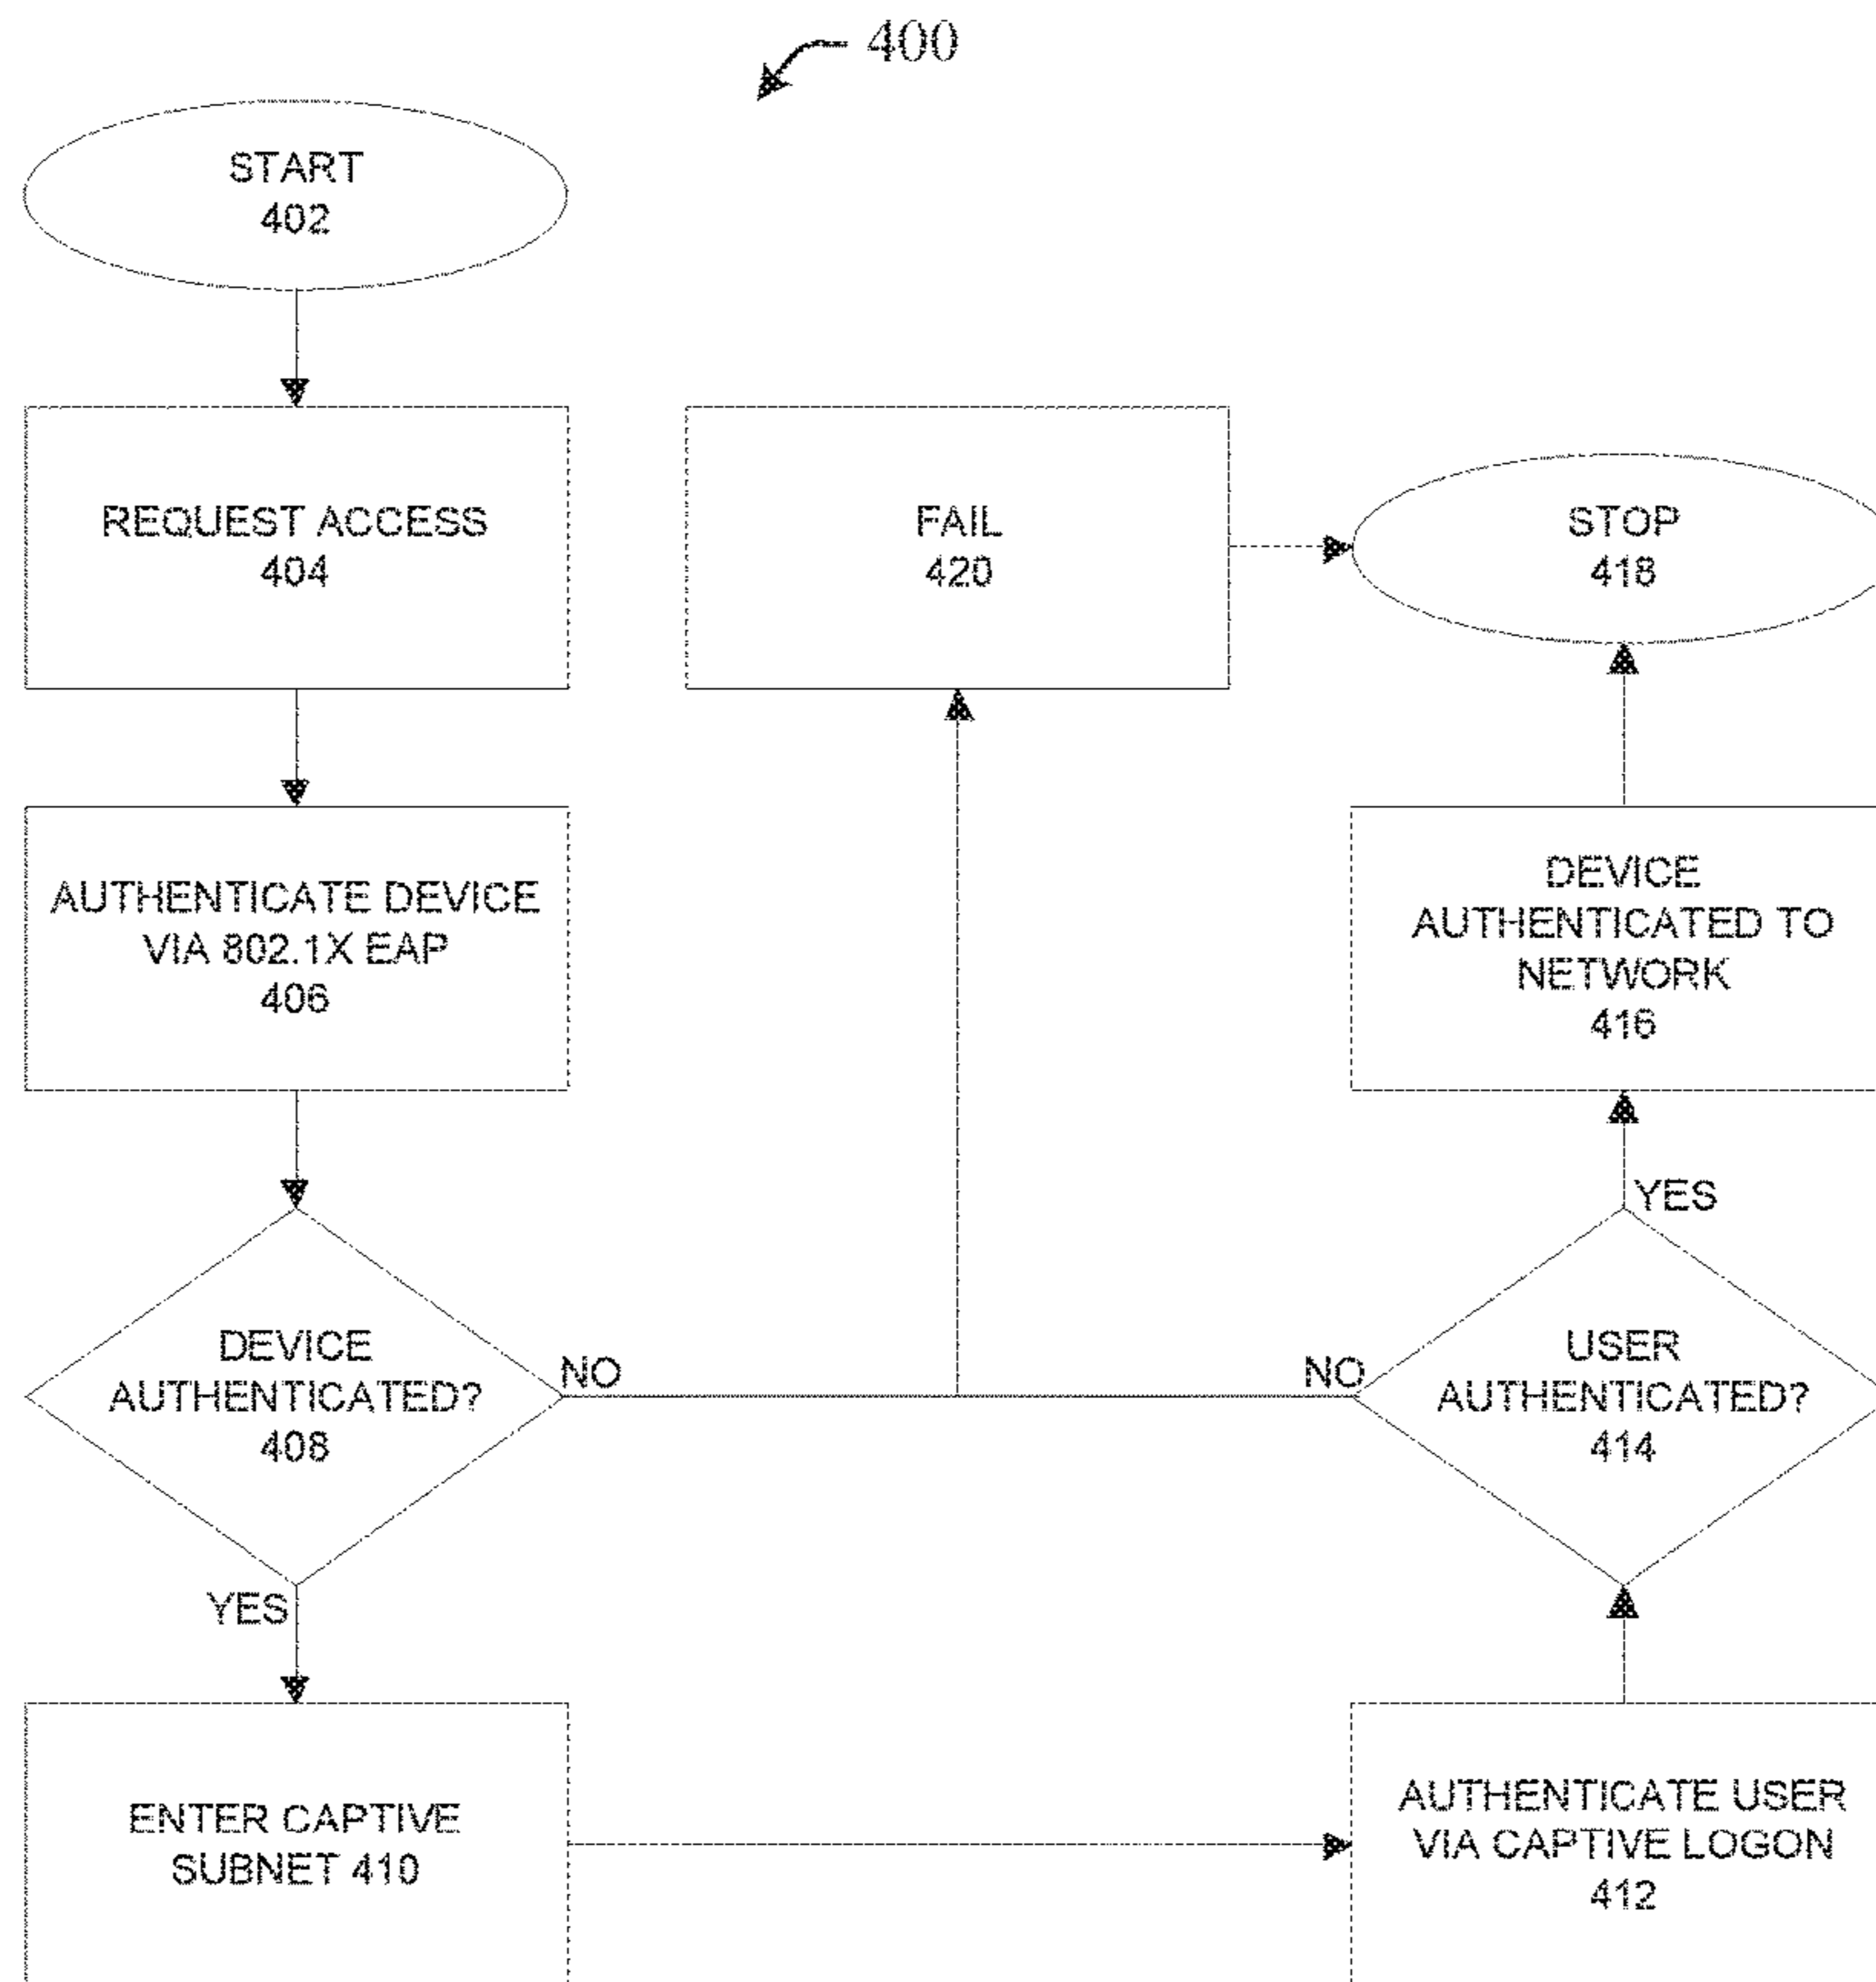 400
START
402
REQUEST ACCESS
404
FAIL
420
STOP
418
AUTHENTICATE DEVICE
VIA 802.1X EAP
406
DEVICE
AUTHENTICATED TO
NETWORK
416
YES
DEVICE
AUTHENTICATED?
408
NO
NO
USER
AUTHENTICATED?
414
YES
ENTER CAPTIVE
SUBNET 410
AUTHENTICATE USER
VIA CAPTIVE LOGON
412